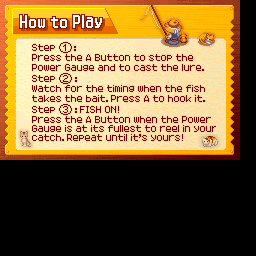 How to Play
Step ①:
Press the A Button to stop the
Power Gauge and to cast the lure.
Step ②:
Watch for the timing when the fish
takes the bait. Press A to hook it.
Step ③:FISH ON!
Press the A Button when the Power
Gauge is at its fullest to reel in your
catch. Repeat until it's yours!